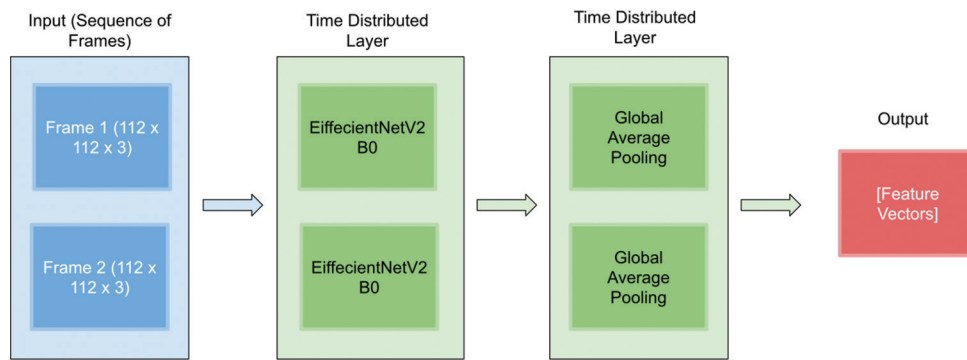 Input (Sequence of
Frames)
Frame 1 (112 x
112 x 3)
Frame 2 (112 x
112 x 3)
Time Distributed
Layer
EiffecientNetV2
B0
EiffecientNetV2
B0
Time Distributed
Layer
Global
Average
Pooling
Global
Average
Pooling
Output
[Feature
Vectors]